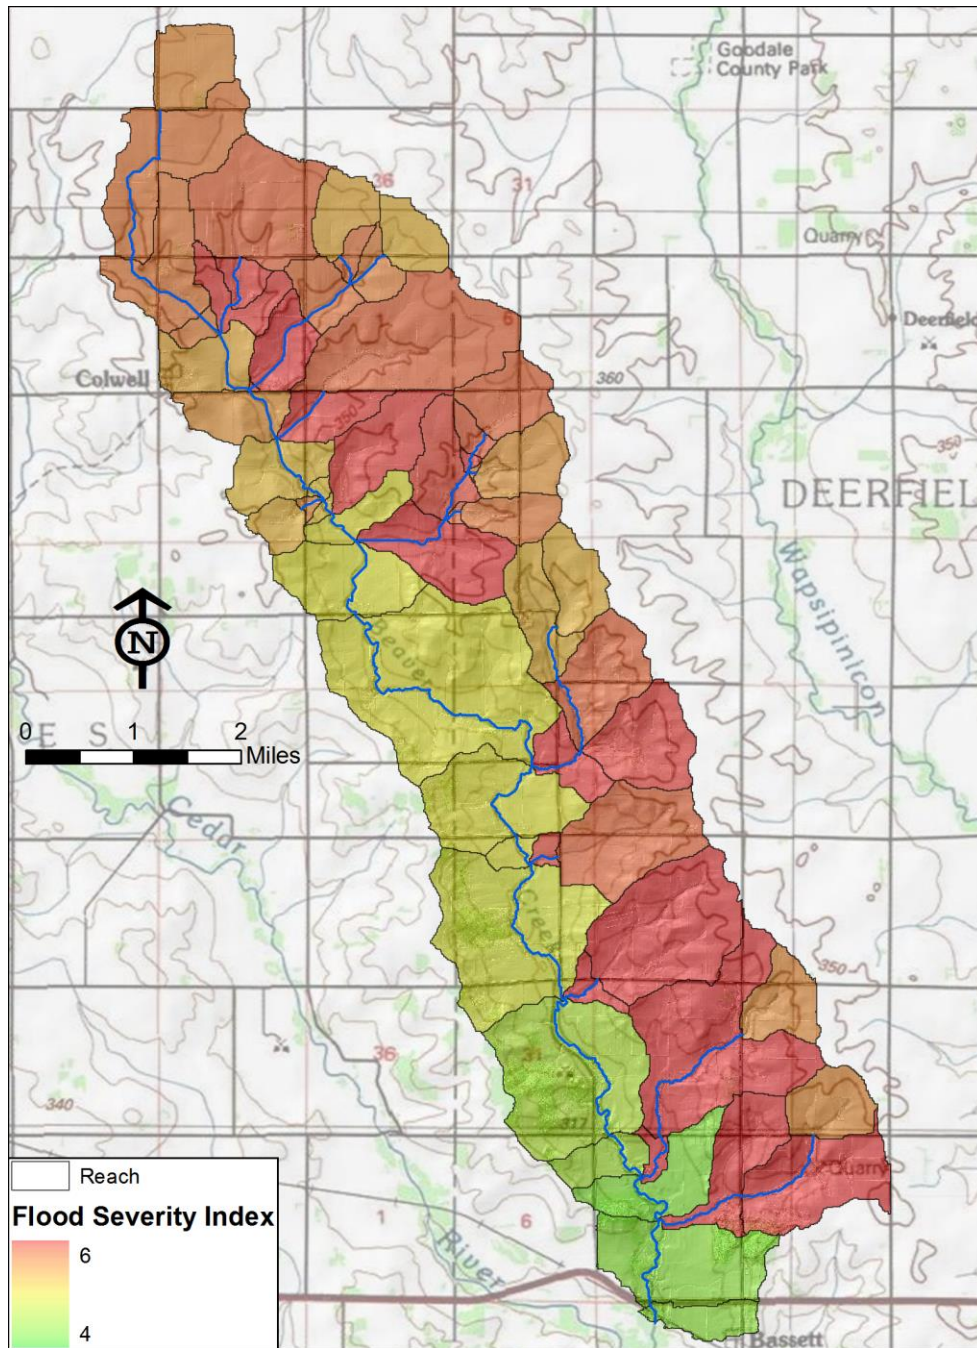 Goodale
County Park
36
31
Quarry
6
Deerfield
Colwell
360
350
350
DEERFIEL
Wapsipinicon
Beaver
N
0 1 2
Miles
E S
Cedar
Creek
350
36
31
340
317
Quarry
Reach
Flood Severity Index
6
4
1
6
River
Bassett